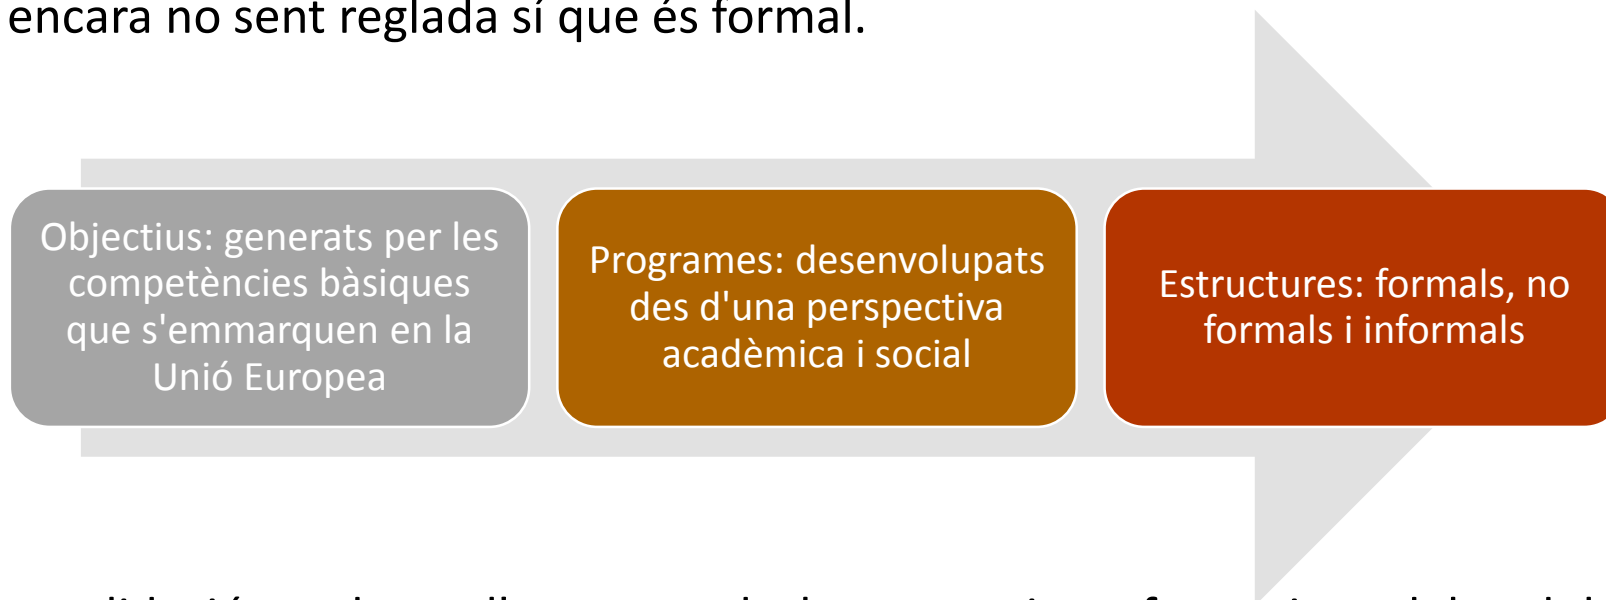 encara no sent reglada sí que és formal.
Objectius: generats per les
competències bàsiques
que s'emmarquen en la
Unió Europea
Programes: desenvolupats
des d'una perspectiva
acadèmica i social
Estructures: formals, no
formals i informals